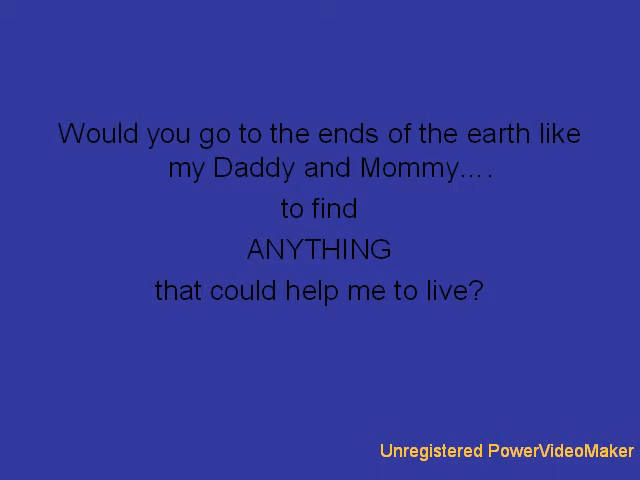 Would you go to the ends of the earth like
my Daddy and Mommy….
to find
ANYTHING
that could help me to live?
Unregistered PowerVideoMaker